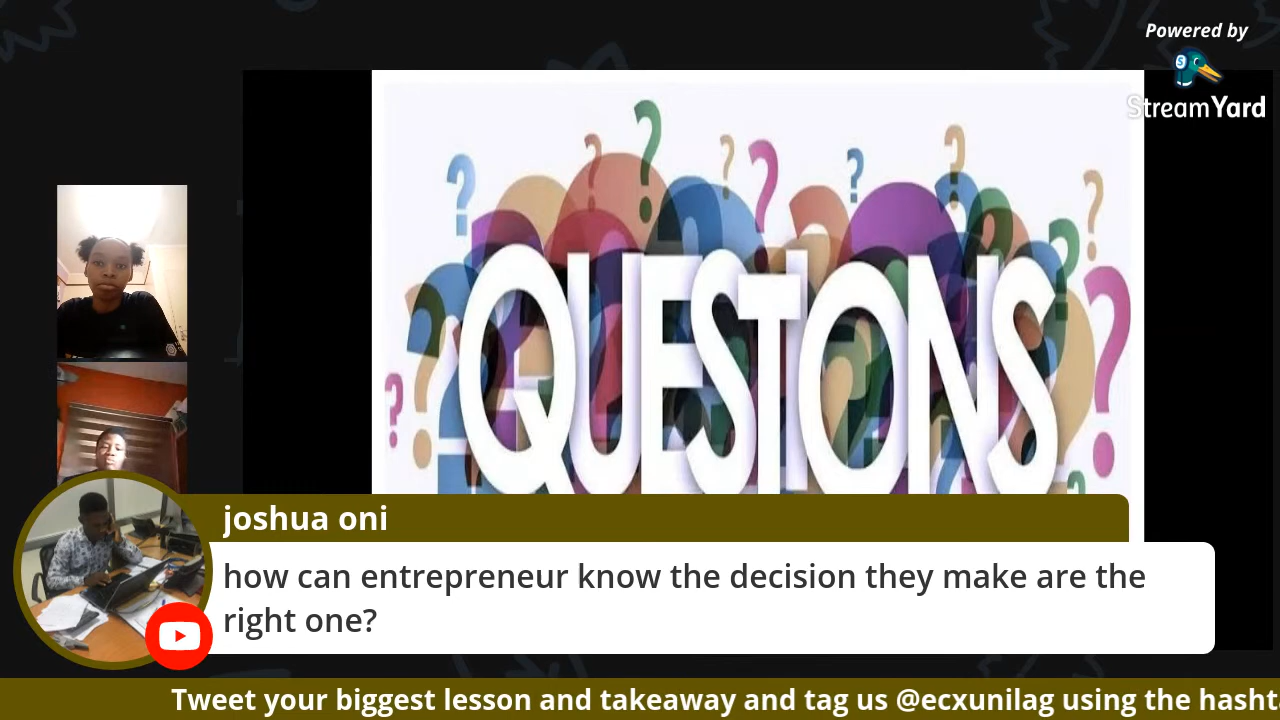 Powered by
StreamYard
QUESTIONS
joshua oni
how can entrepreneur know the decision they make are the
right one?
Tweet your biggest lesson and takeaway and tag us @ecxunilag using the hasht